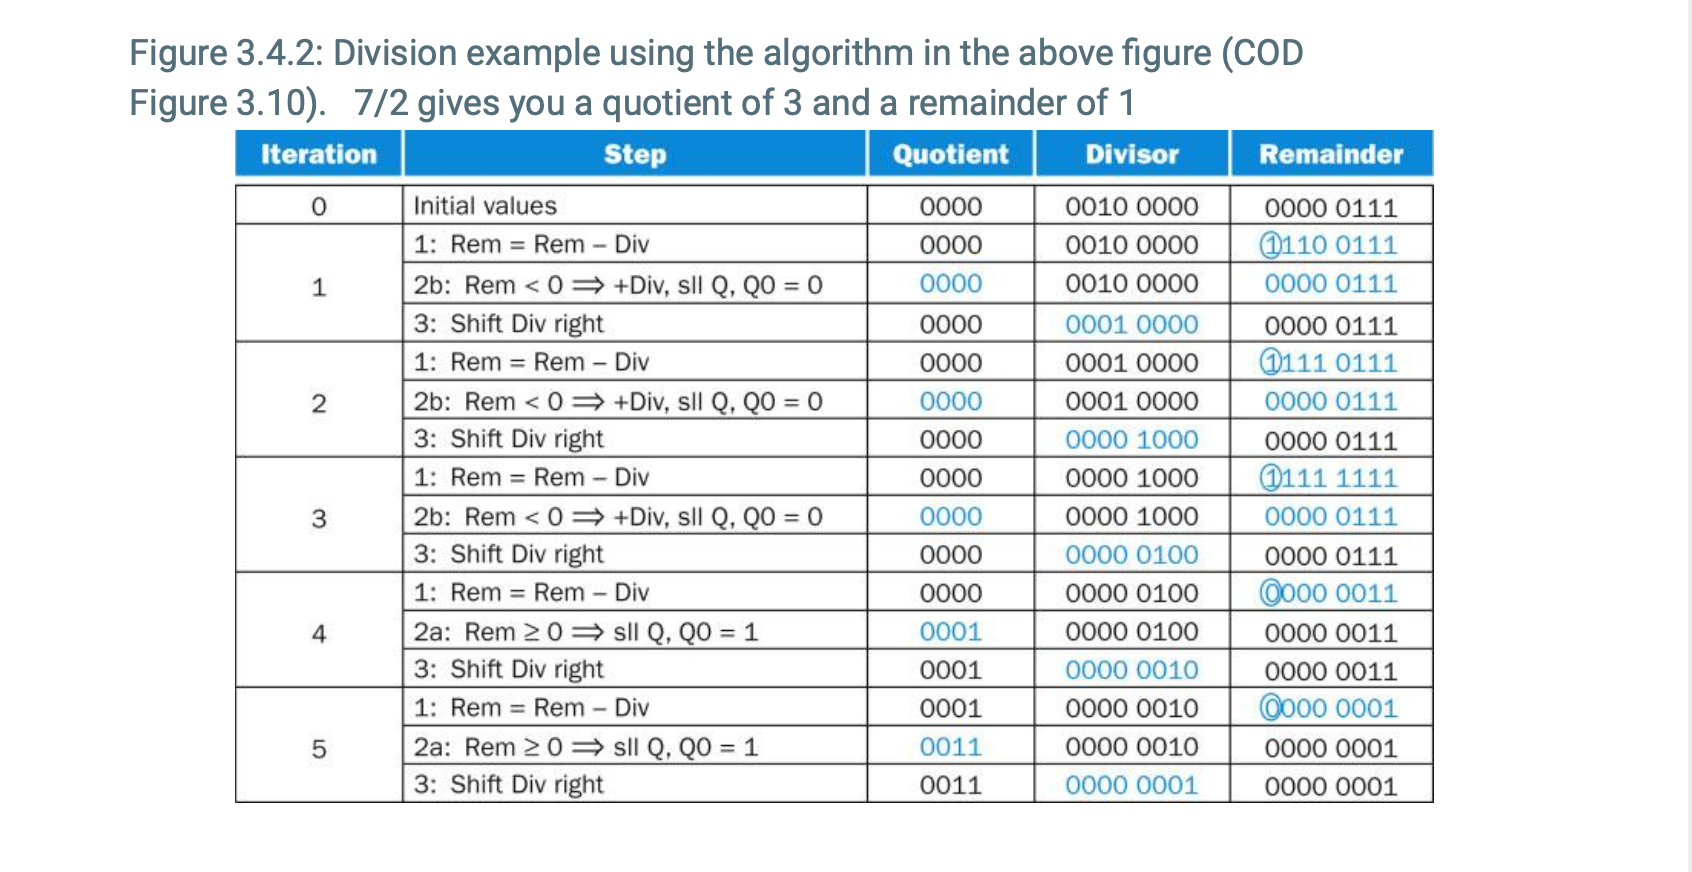 Figure 3.4.2: Division example using the algorithm in the above figure (COD
Figure 3.10). 7/2 gives you a quotient of 3 and a remainder of 1
Iteration Step Quotient Divisor Remainder
0 Initial values 0000 0010 0000 0000 0111
1: Rem = Rem – Div 0000 0010 0000 1110 0111
1 2b: Rem < 0 ⟹ +Div, sll Q, Q0 = 0 0000 0010 0000 0000 0111
3: Shift Div right 0000 0001 0000 0000 0111
1: Rem = Rem – Div 0000 0001 0000 1111 0111
2 2b: Rem < 0 ⟹ +Div, sll Q, Q0 = 0 0000 0001 0000 0000 0111
3: Shift Div right 0000 0000 1000 0000 0111
1: Rem = Rem – Div 0000 0000 1000 1111 1111
3 2b: Rem < 0 ⟹ +Div, sll Q, Q0 = 0 0000 0000 1000 0000 0111
3: Shift Div right 0000 0000 0100 0000 0111
1: Rem = Rem – Div 0000 0000 0100 0000 0011
4 2a: Rem ≥ 0 ⟹ sll Q, Q0 = 1 0001 0000 0100 0000 0011
3: Shift Div right 0001 0000 0010 0000 0011
1: Rem = Rem – Div 0001 0000 0010 0000 0001
5 2a: Rem ≥ 0 ⟹ sll Q, Q0 = 1 0011 0000 0010 0000 0001
3: Shift Div right 0011 0000 0001 0000 0001